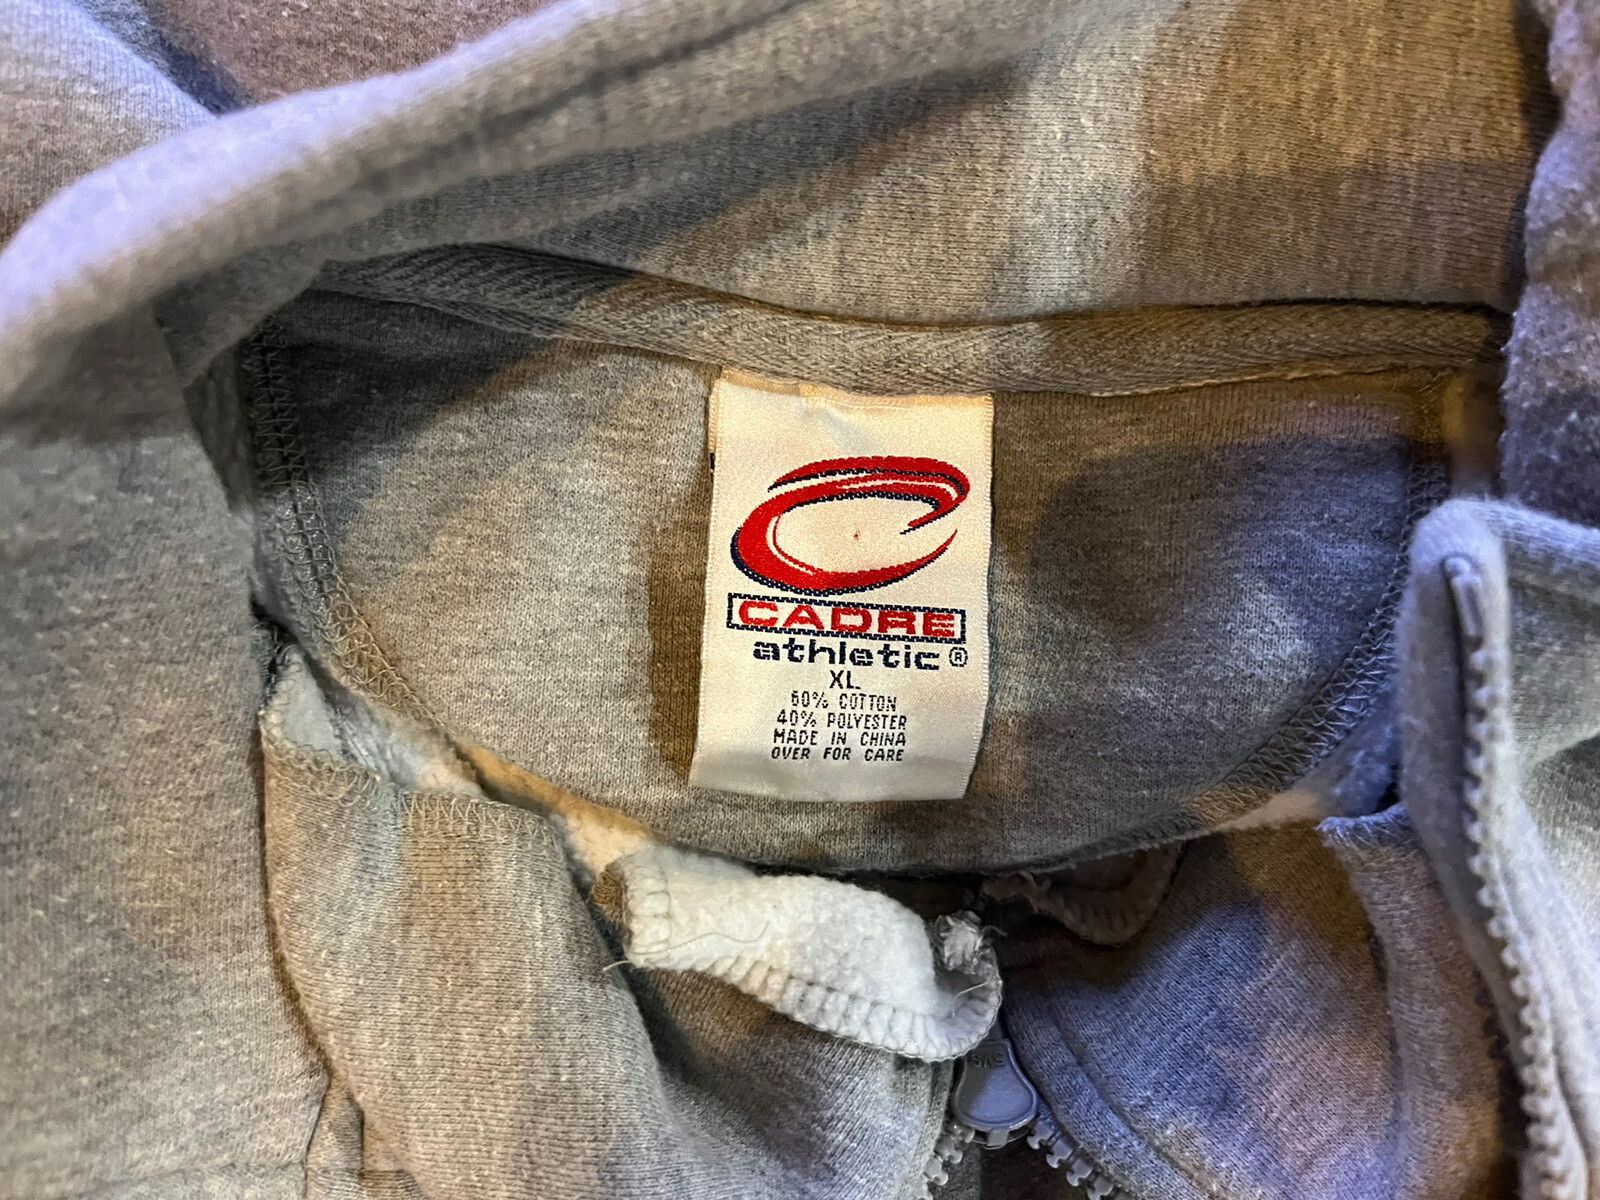 CADRE
athletic ®
XL
60% COTTON
40% POLYESTER
MADE IN CHINA
OVER FOR CARE